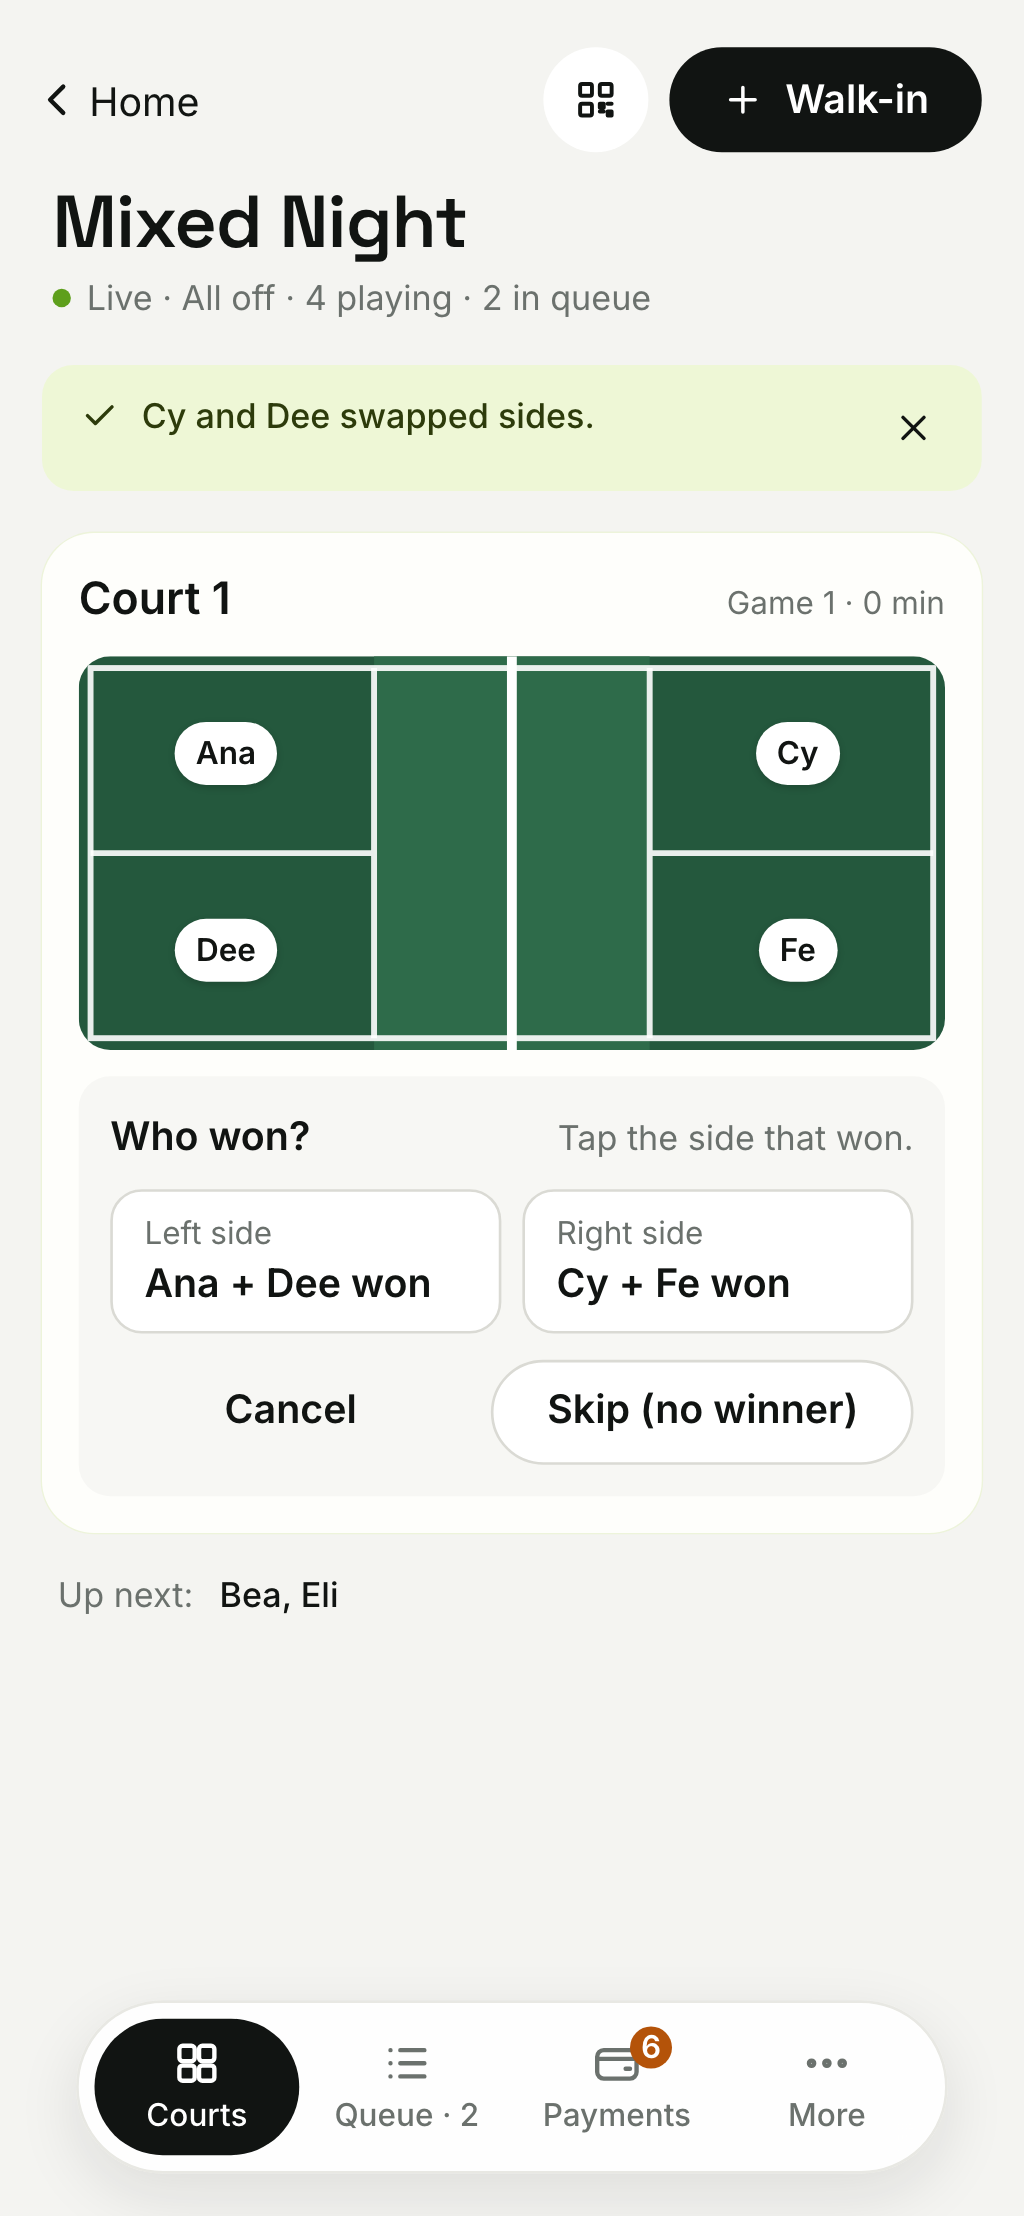 Home
Walk-in
Mixed Night
Live · All off · 4 playing · 2 in queue
Cy and Dee swapped sides.
Court 1
Game 1 · 0 min
Ana
Cy
Dee
Fe
Who won?
Tap the side that won.
Left side
Ana + Dee won
Right side
Cy + Fe won
Cancel
Skip (no winner)
Up next: Bea, Eli
6
Courts
Queue · 2
Payments
More